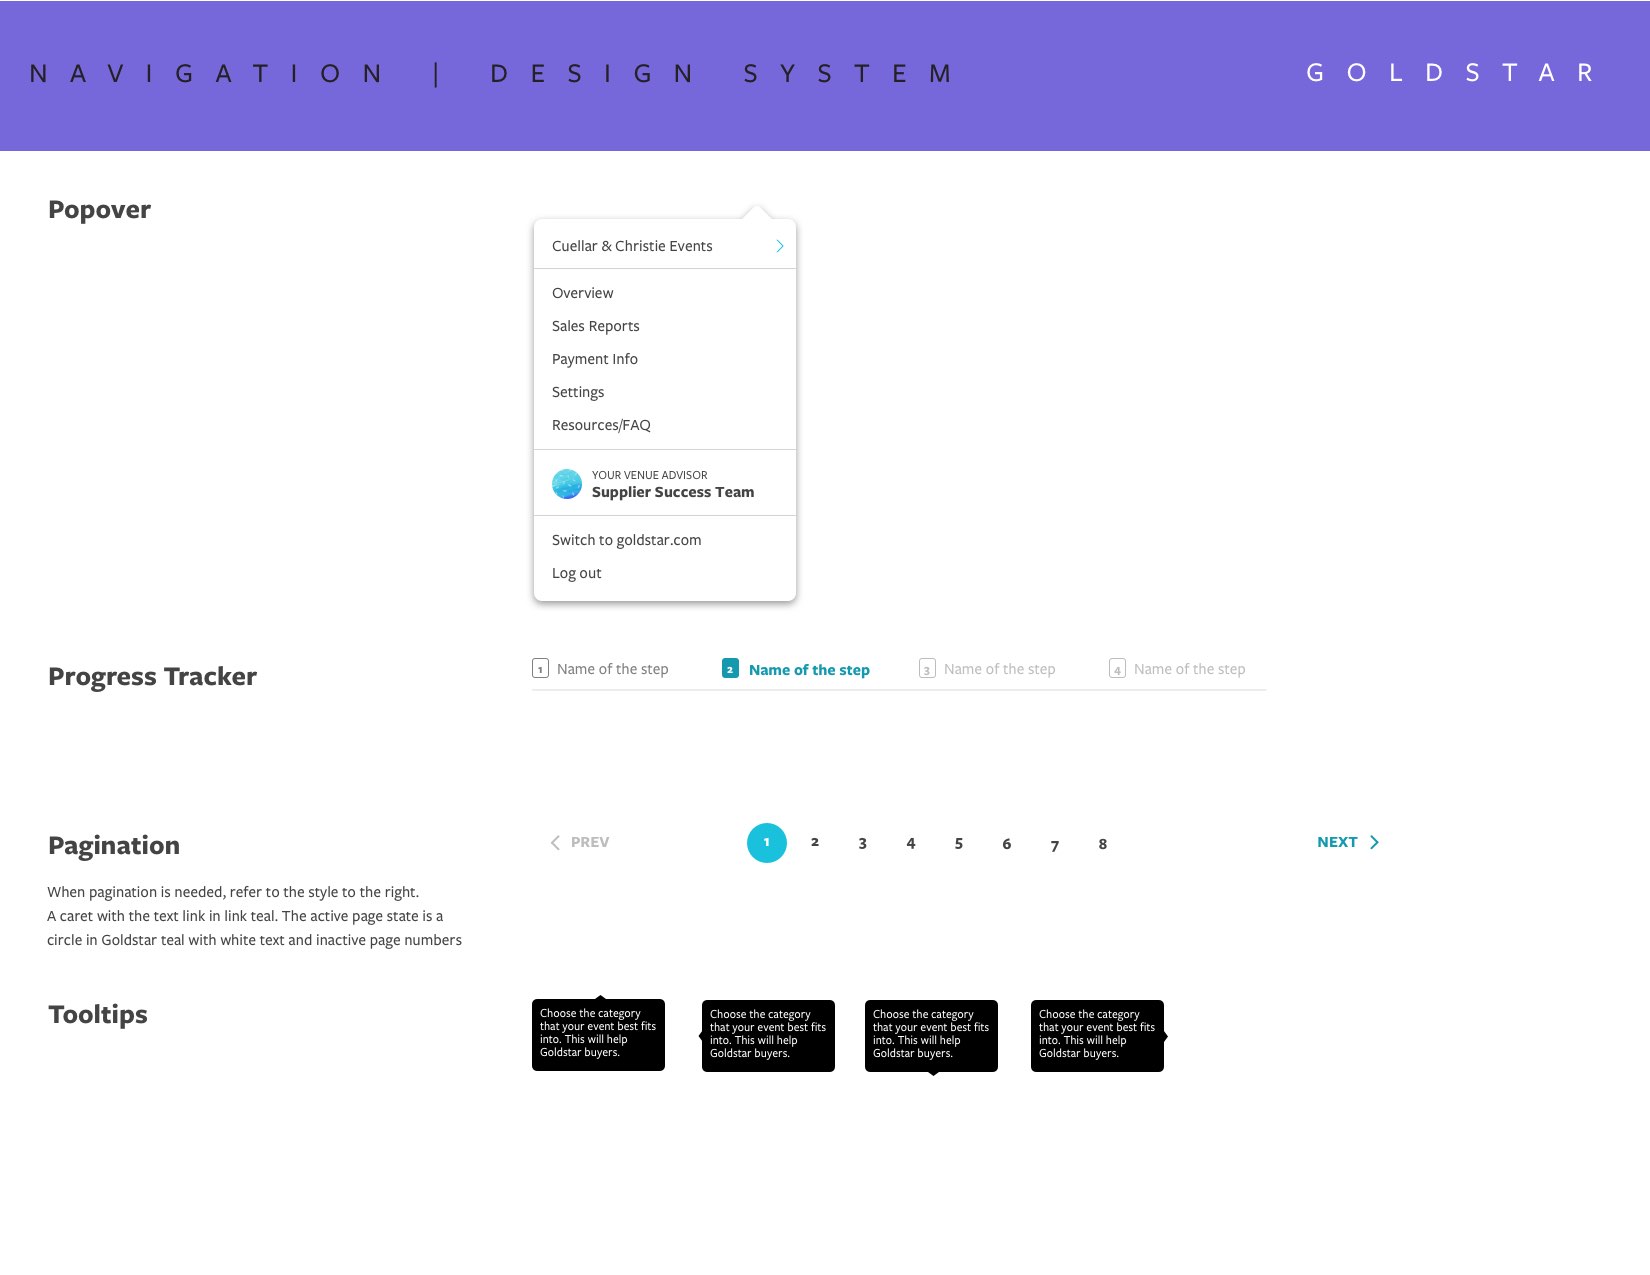 NAVIGATION | DESIGN SYSTEM
GOLDSTAR
Popover
Cuellar & Christie Events
Overview
Sales Reports
Payment Info
Settings
Resources/FAQ
YOUR VENUE ADVISOR
Supplier Success Team
Switch to goldstar.com
Log out
Progress Tracker
1 Name of the step 2 Name of the step 3 Name of the step 4 Name of the step
Pagination
PREV 1 2 3 4 5 6 7 8 NEXT
When pagination is needed, refer to the style to the right.
A caret with the text link in link teal. The active page state is a
circle in Goldstar teal with white text and inactive page numbers
Tooltips
Choose the category
that your event best fits
into. This will help
Goldstar buyers.
Choose the category
that your event best fits
into. This will help
Goldstar buyers.
Choose the category
that your event best fits
into. This will help
Goldstar buyers.
Choose the category
that your event best fits
into. This will help
Goldstar buyers.